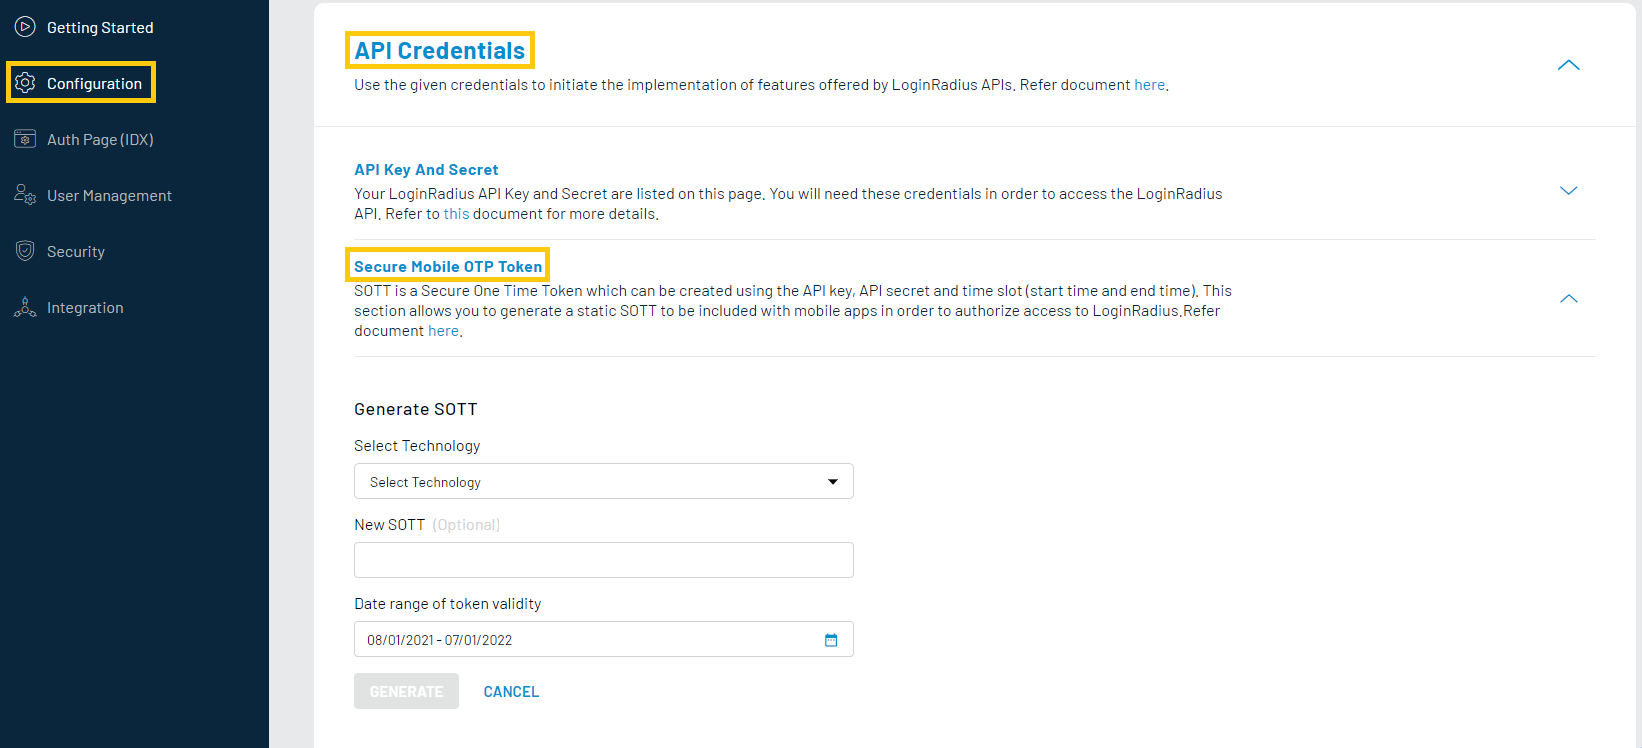 Getting Started
Configuration
Auth Page (IDX)
User Management
Security
Integration
API Credentials
Use the given credentials to initiate the implementation of features offered by LoginRadius APIs. Refer document here.
API Key And Secret
Your LoginRadius API Key and Secret are listed on this page. You will need these credentials in order to access the LoginRadius
API. Refer to this document for more details.
Secure Mobile OTP Token
SOTT is a Secure One Time Token which can be created using the API key, API secret and time slot (start time and end time). This
section allows you to generate a static SOTT to be included with mobile apps in order to authorize access to LoginRadius.Refer
document here.
Generate SOTT
Select Technology
Select Technology
New SOTT (Optional)
Date range of token validity
08/01/2021 - 07/01/2022
GENERATE CANCEL